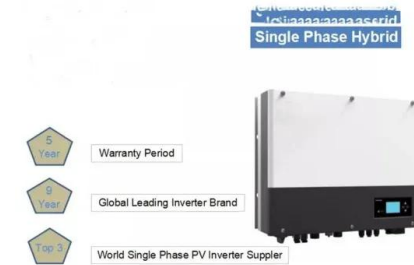 Single Phase Hybrid
5
Year
Warranty Period
9
Year
Global Leading Inverter Brand
Top 3
World Single Phase PV Inverter Suppler